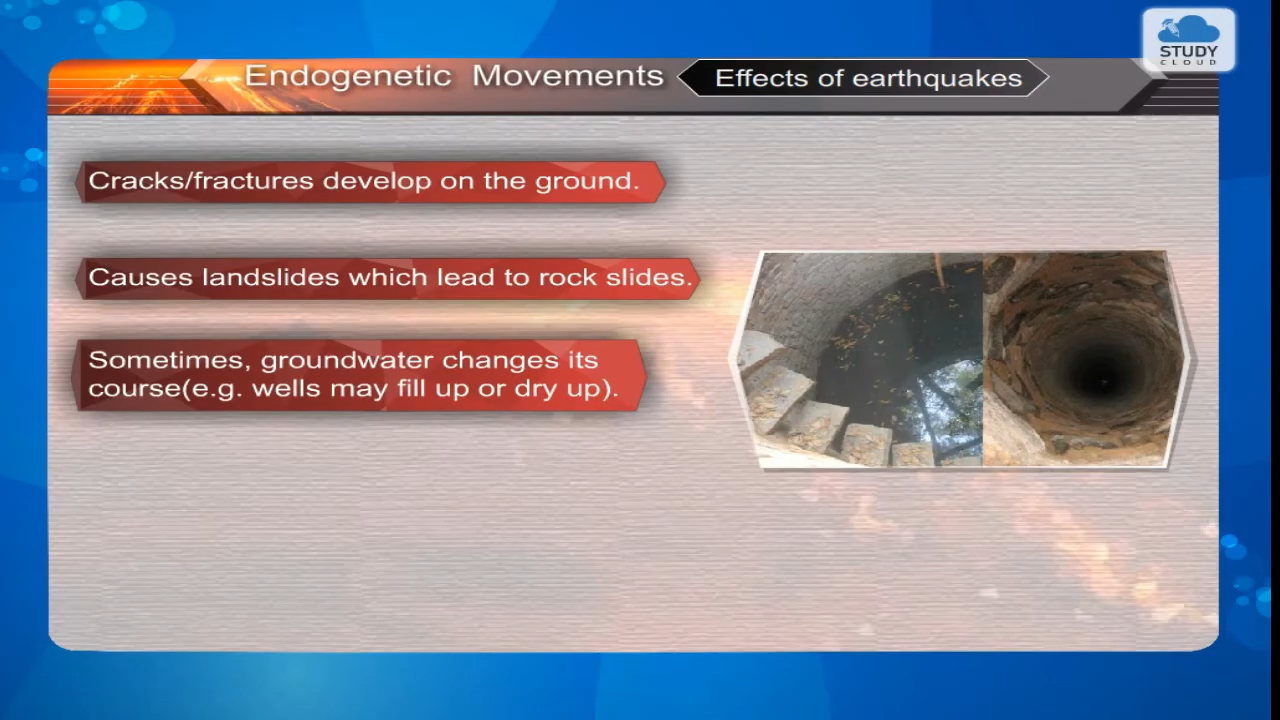 STUDY
CLOUD
Endogenetic Movements
Effects of earthquakes
Cracks/fractures develop on the ground.
Causes landslides which lead to rock slides.
Sometimes, groundwater changes its
course(e.g. wells may fill up or dry up).